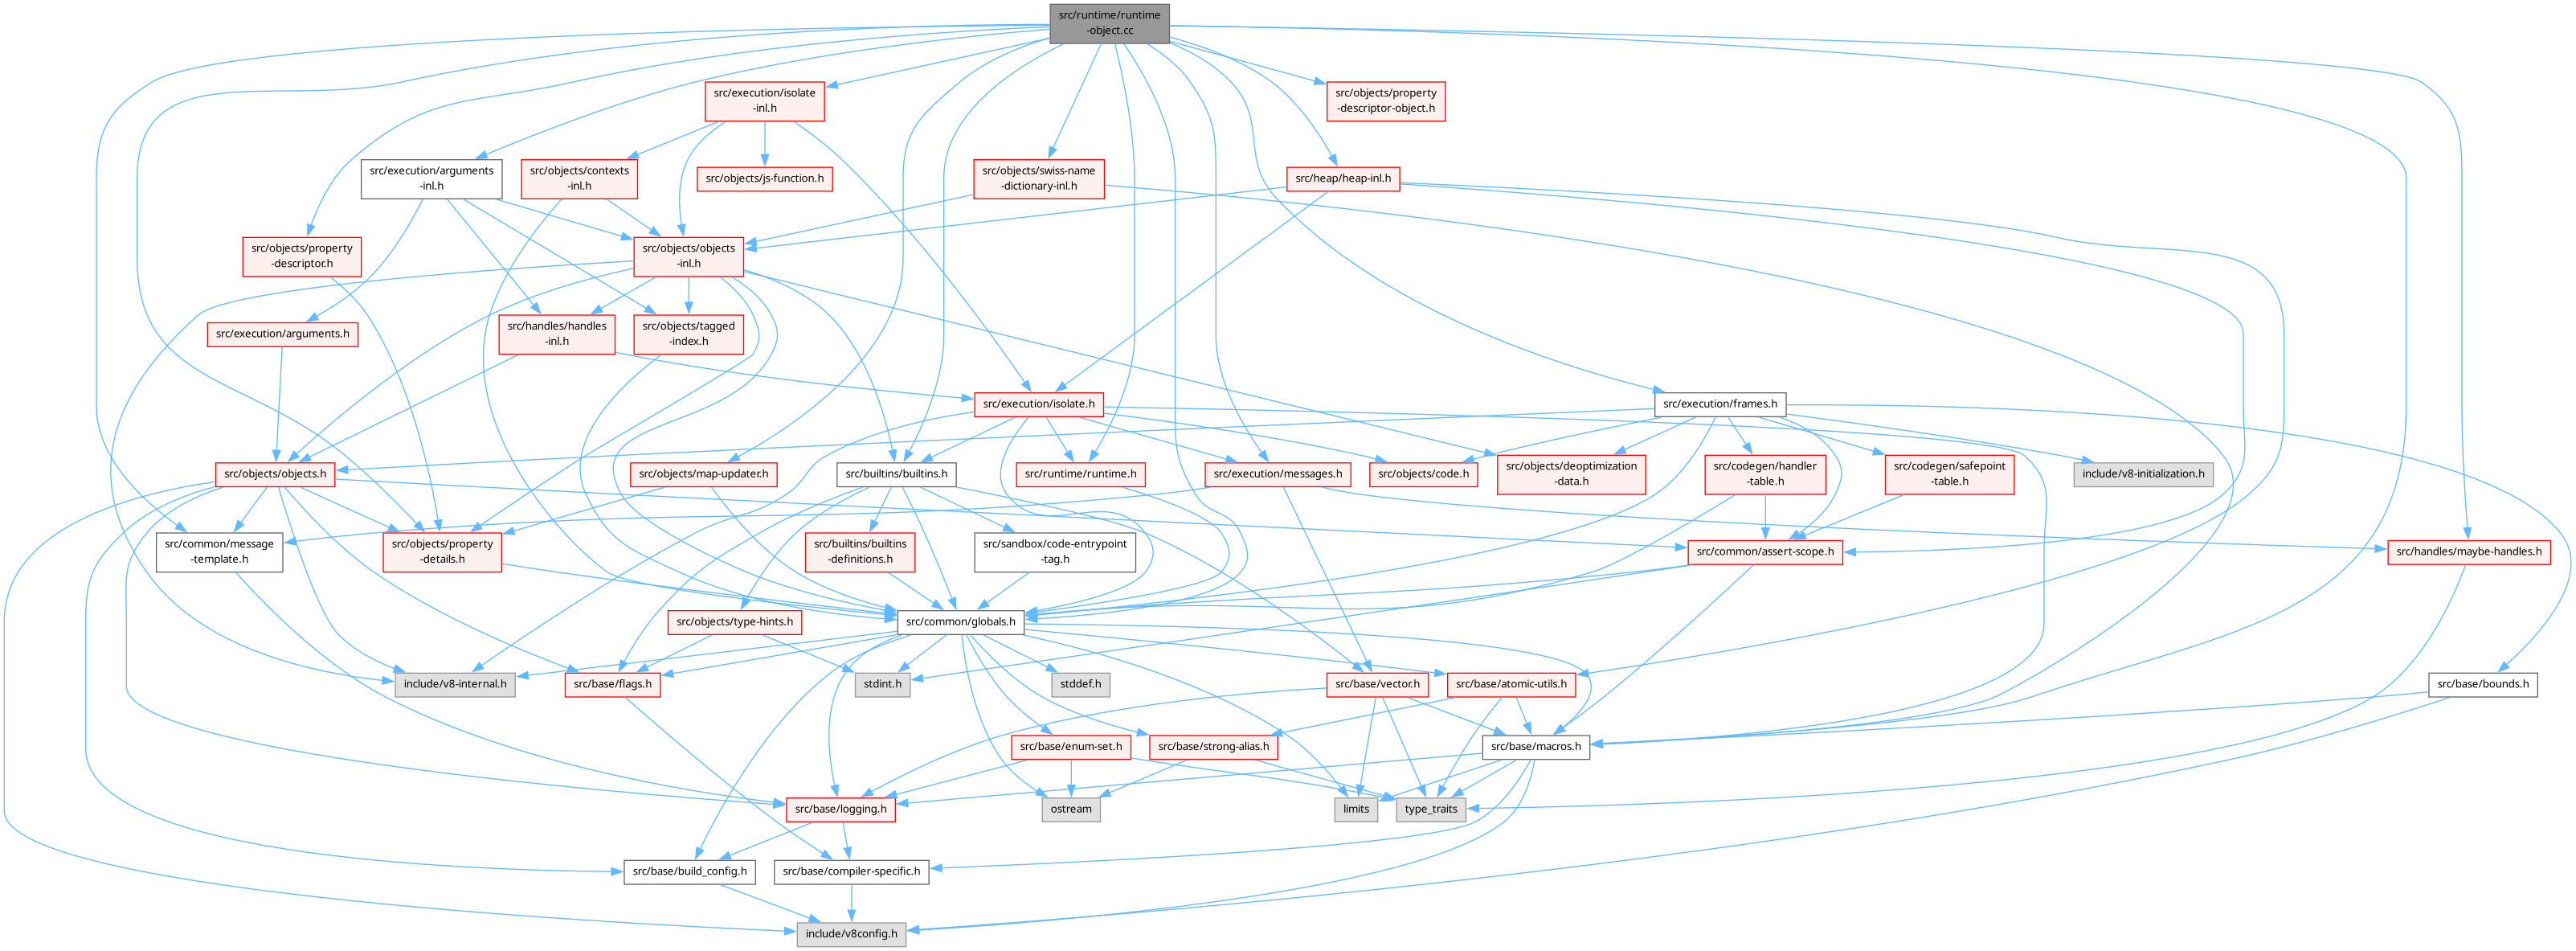 src/runtime/runtime
-object.cc
src/execution/isolate
-inl.h
src/objects/property
-descriptor-object.h
src/execution/arguments
-inl.h
src/objects/contexts
-inl.h
src/objects/js-function.h
src/objects/swiss-name
-dictionary-inl.h
src/heap/heap-inl.h
src/objects/property
-descriptor.h
src/objects/objects
-inl.h
src/execution/arguments.h
src/handles/handles
-inl.h
src/objects/tagged
-index.h
src/execution/isolate.h
src/execution/frames.h
src/objects/objects.h
src/objects/map-updater.h
src/builtins/builtins.h
src/runtime/runtime.h
src/execution/messages.h
src/objects/code.h
src/objects/deoptimization
-data.h
src/codegen/handler
-table.h
src/codegen/safepoint
-table.h
include/v8-initialization.h
src/common/message
-template.h
src/objects/property
-details.h
src/builtins/builtins
-definitions.h
src/sandbox/code-entrypoint
-tag.h
src/common/assert-scope.h
src/handles/maybe-handles.h
src/objects/type-hints.h
src/common/globals.h
include/v8-internal.h
src/base/flags.h
stdint.h
stddef.h
src/base/vector.h
src/base/atomic-utils.h
src/base/bounds.h
src/base/enum-set.h
src/base/strong-alias.h
src/base/macros.h
src/base/logging.h
ostream
limits
type_traits
src/base/build_config.h
src/base/compiler-specific.h
include/v8config.h